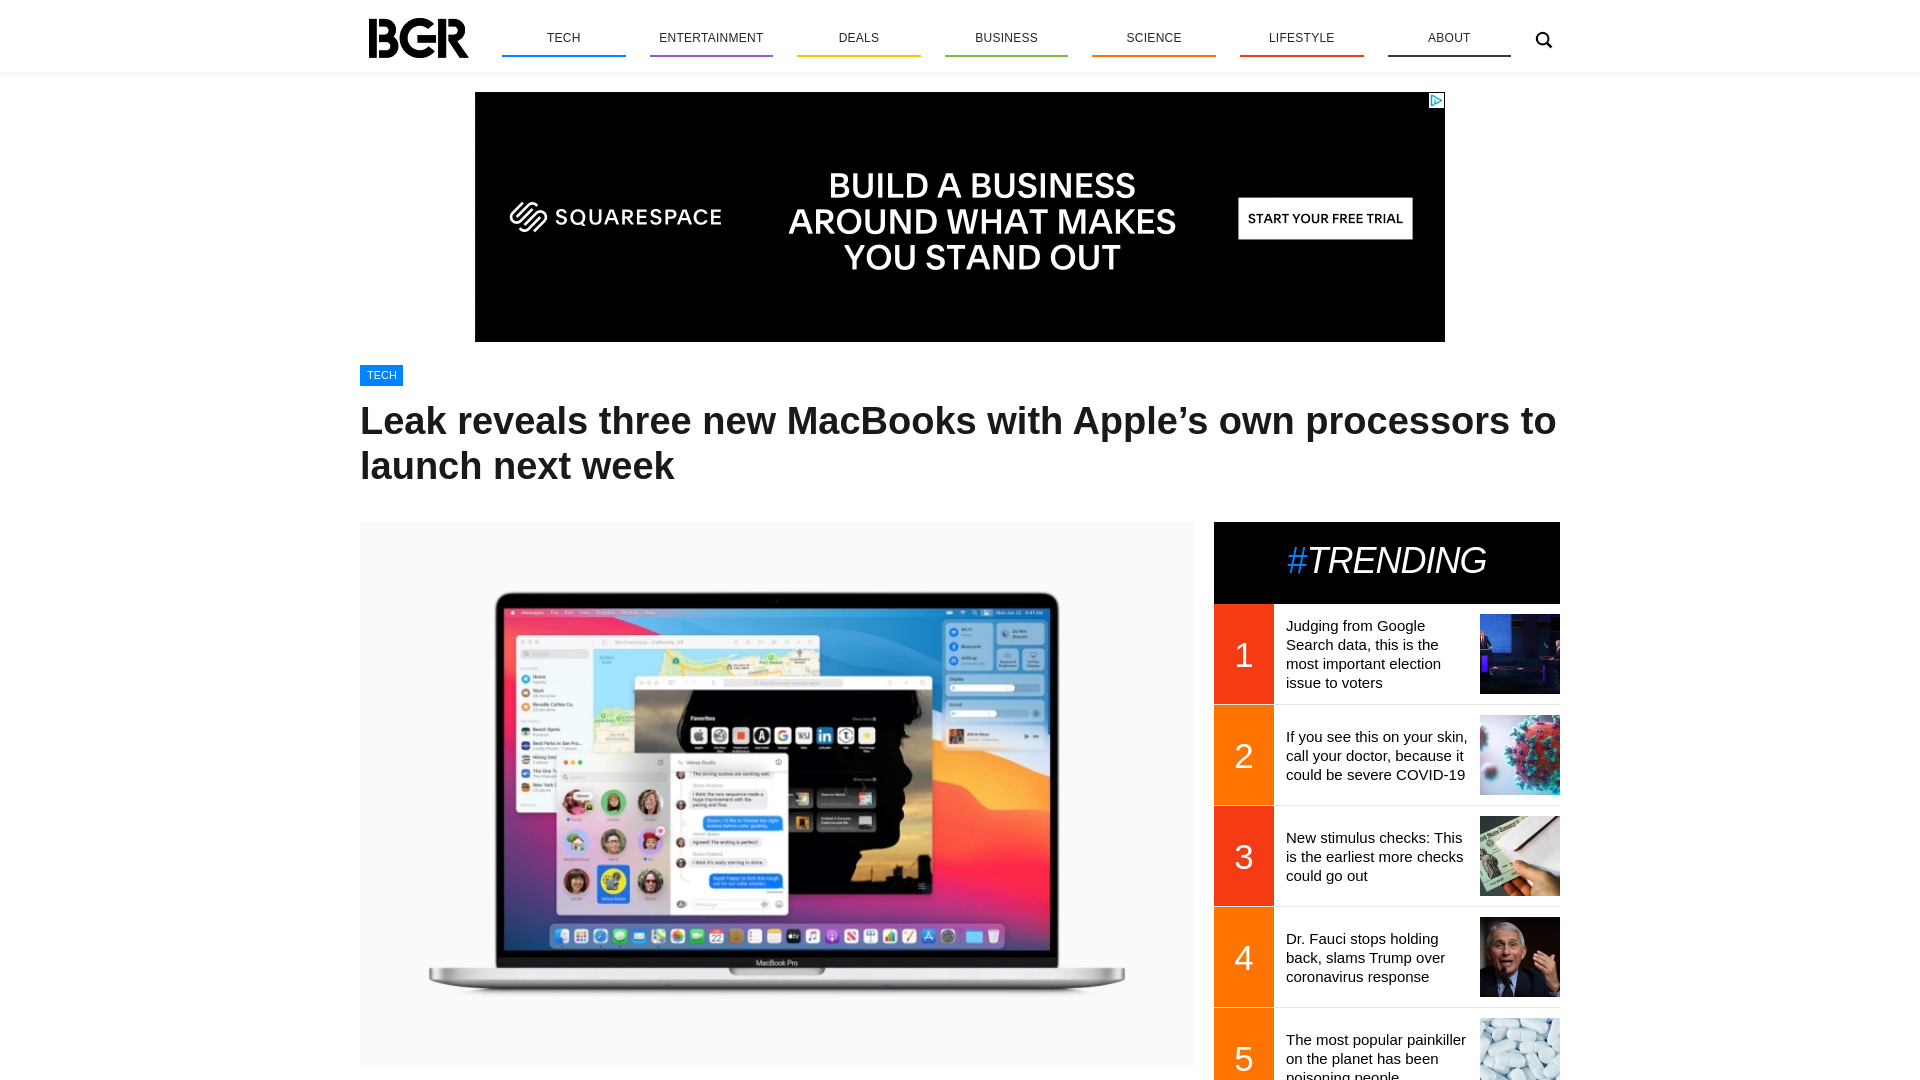 BGR
TECH
ENTERTAINMENT
DEALS
BUSINESS
SCIENCE
LIFESTYLE
ABOUT
SQUARESPACE
BUILD A BUSINESS
AROUND WHAT MAKES
YOU STAND OUT
START YOUR FREE TRIAL
TECH
Leak reveals three new MacBooks with Apple’s own processors to
launch next week
Favorites
MacBook Pro
#TRENDING
1
Judging from Google
Search data, this is the
most important election
issue to voters
2
If you see this on your skin,
call your doctor, because it
could be severe COVID-19
3
New stimulus checks: This
is the earliest more checks
could go out
4
Dr. Fauci stops holding
back, slams Trump over
coronavirus response
5
The most popular painkiller
on the planet has been
poisoning people